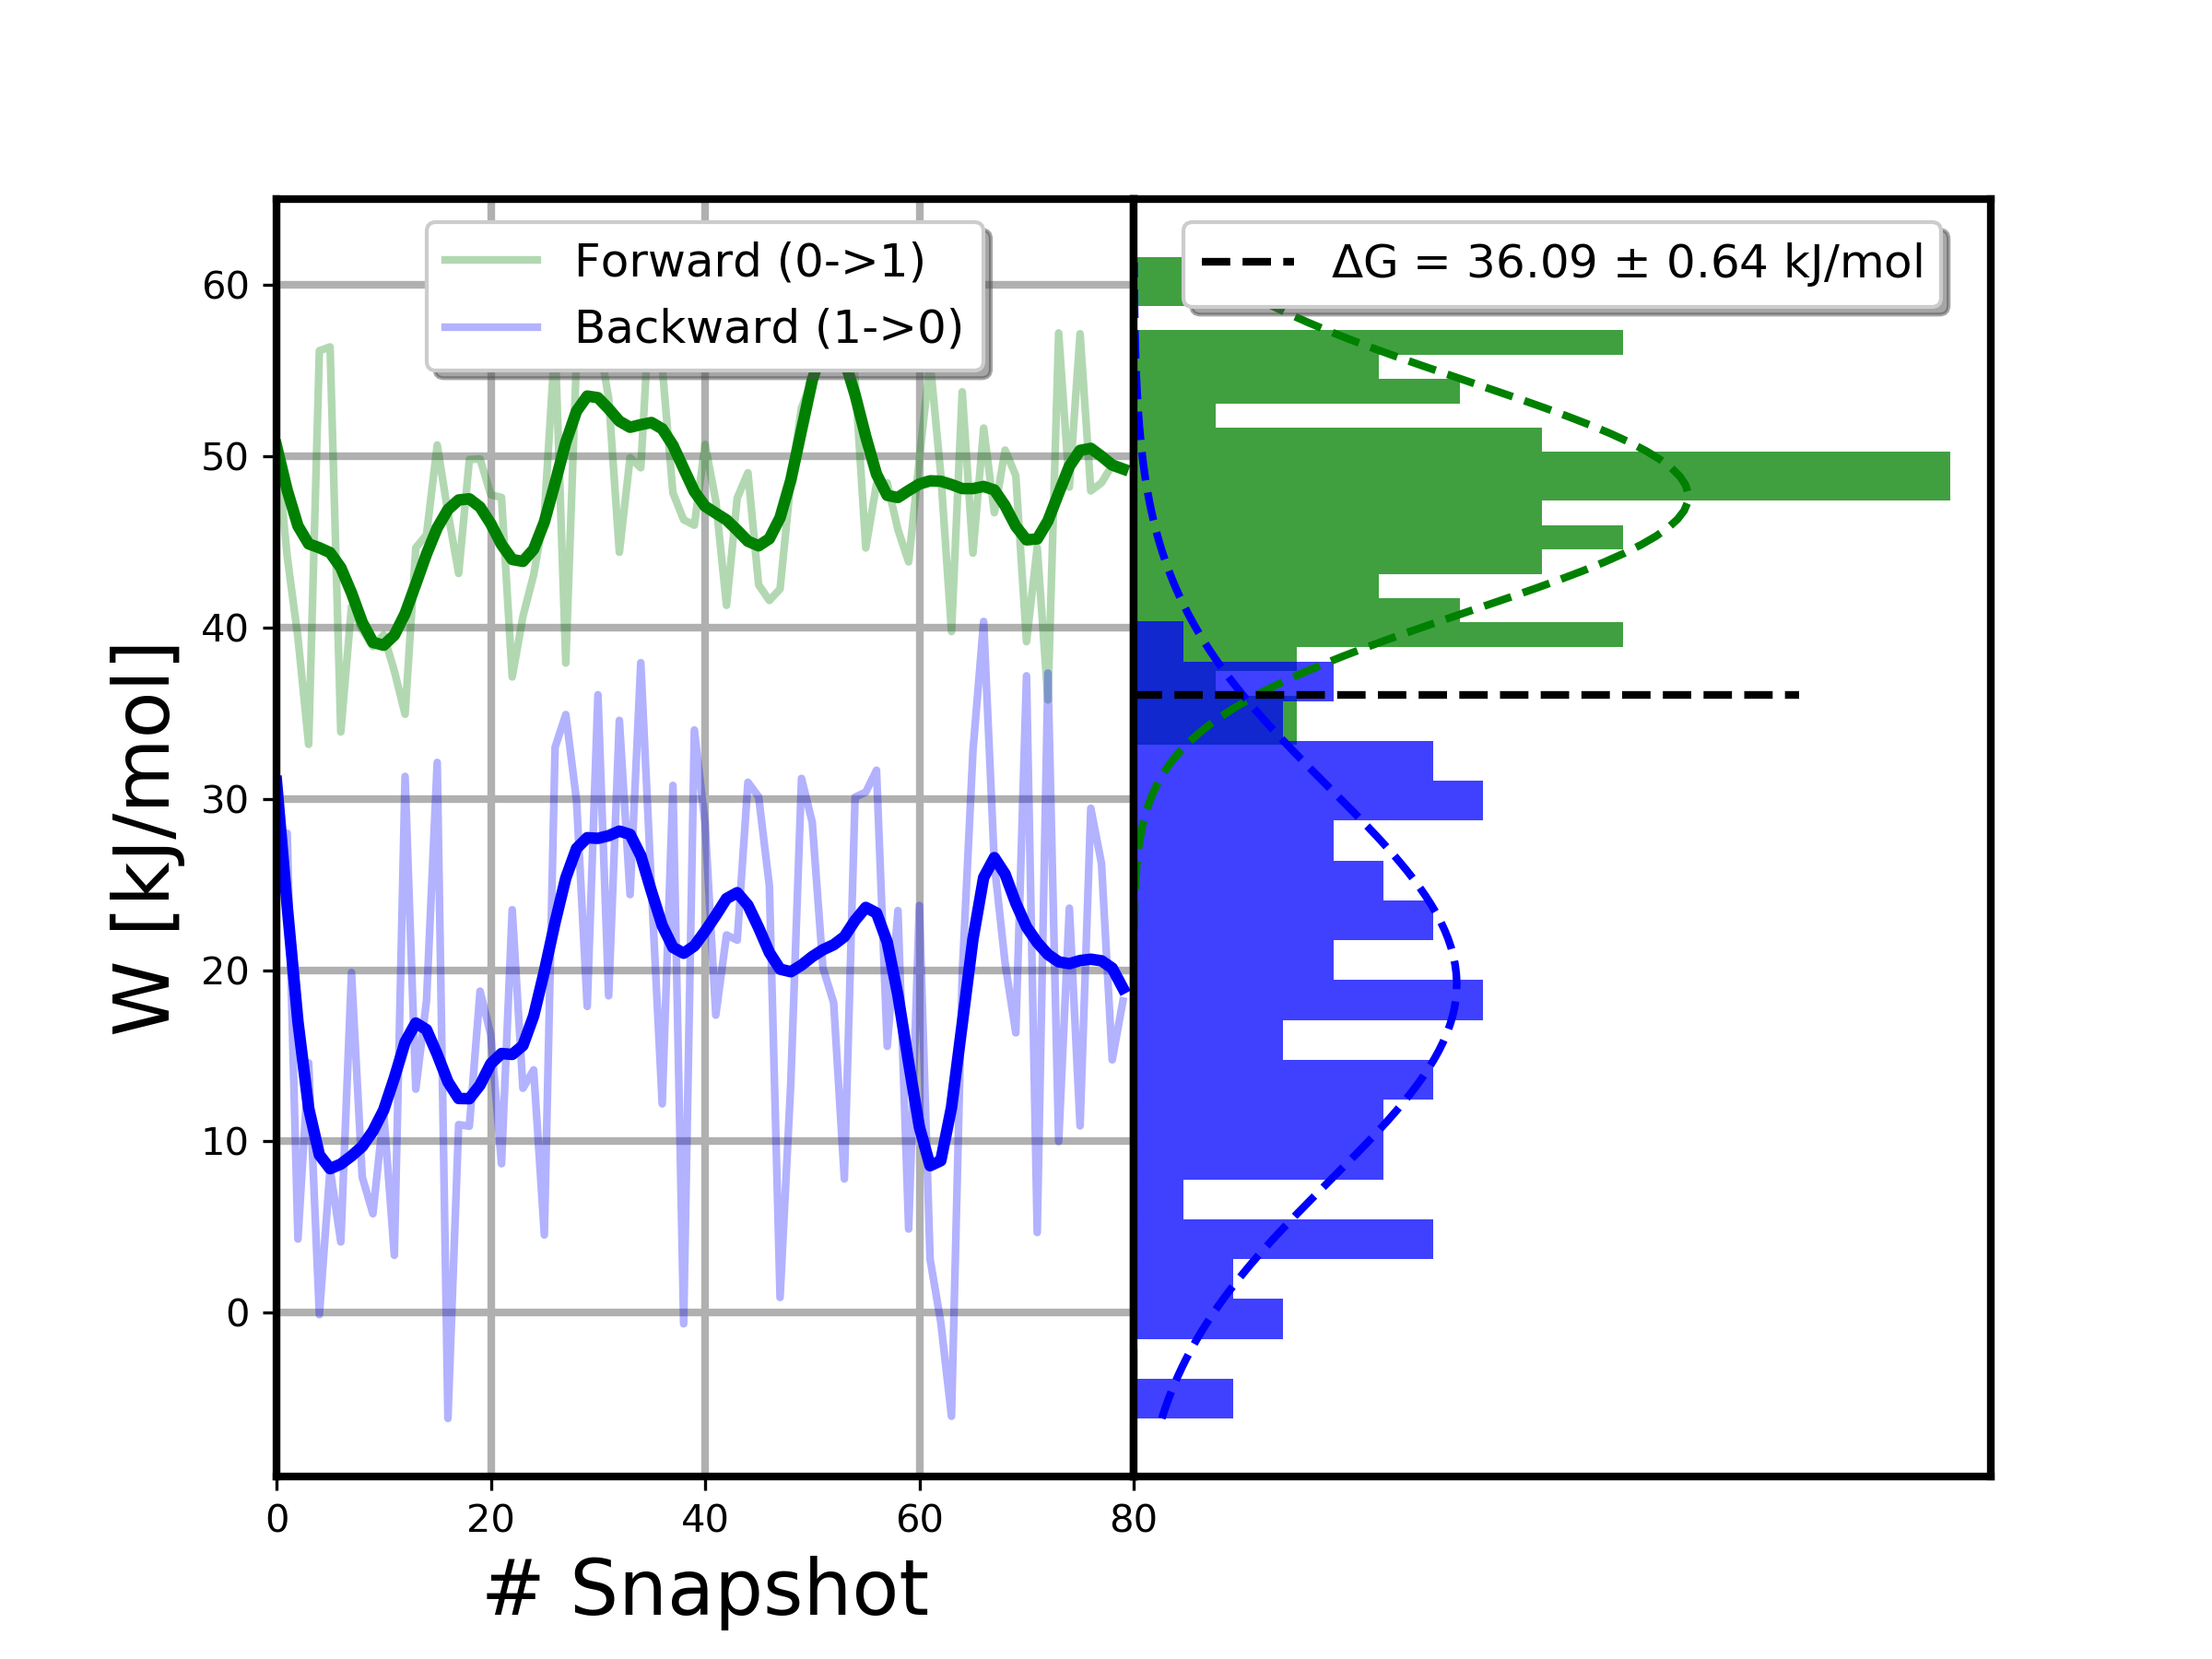 Forward (0->1)
Backward (1->0)
ΔG = 36.09 ± 0.64 kJ/mol
W [kJ/mol]
60
50
40
30
20
10
0
0 20 40 60 80
# Snapshot